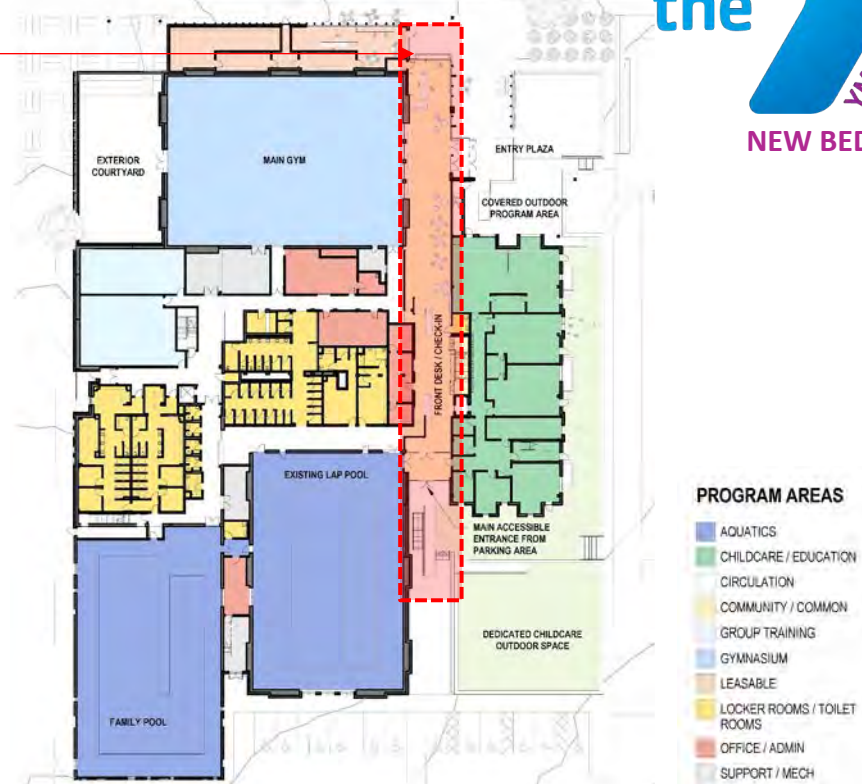 the
NEW BED
EXTERIOR
COURTYARD
MAIN GYM
ENTRY PLAZA
COVERED OUTDOOR
PROGRAM AREA
FRONT DESK / CHECK-IN
EXISTING LAP POOL
MAIN ACCESSIBLE
ENTRANCE FROM
PARKING AREA
DEDICATED CHILDCARE
OUTDOOR SPACE
FAMILY POOL
PROGRAM AREAS
AQUATICS
CHILDCARE / EDUCATION
CIRCULATION
COMMUNITY / COMMON
GROUP TRAINING
GYMNASIUM
LEASABLE
LOCKER ROOMS / TOILET
ROOMS
OFFICE / ADMIN
SUPPORT / MECH